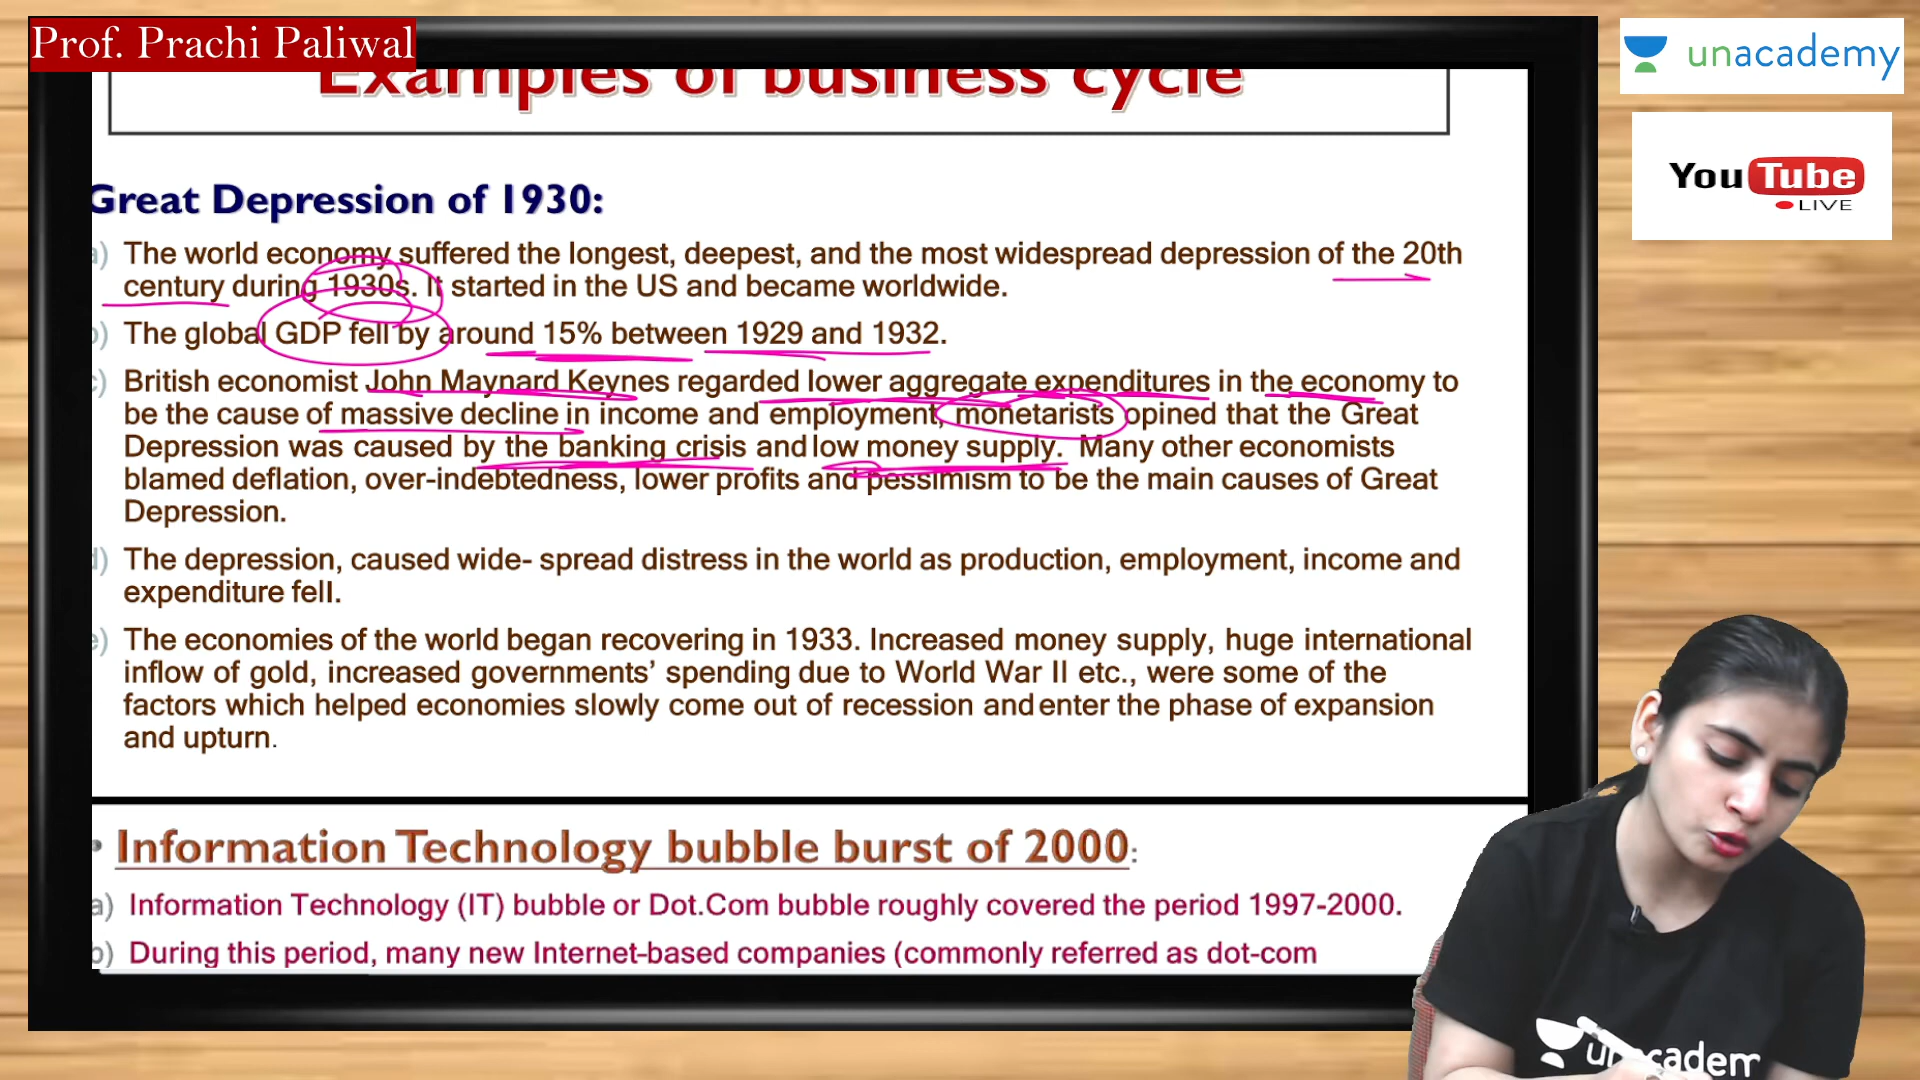 Prof. Prachi Paliwal
unacademy
Examples of business cycle
YouTube
LIVE
Great Depression of 1930:
a) The world economy suffered the longest, deepest, and the most widespread depression of the 20th
century during 1930s. It started in the US and became worldwide.
b) The global GDP fell by around 15% between 1929 and 1932.
c) British economist John Maynard Keynes regarded lower aggregate expenditures in the economy to
be the cause of massive decline in income and employment, monetarists opined that the Great
Depression was caused by the banking crisis and low money supply. Many other economists
blamed deflation, over-indebtedness, lower profits and pessimism to be the main causes of Great
Depression.
d) The depression, caused wide- spread distress in the world as production, employment, income and
expenditure fell.
e) The economies of the world began recovering in 1933. Increased money supply, huge international
inflow of gold, increased governments’ spending due to World War II etc., were some of the
factors which helped economies slowly come out of recession and enter the phase of expansion
and upturn.
• Information Technology bubble burst of 2000:
a) Information Technology (IT) bubble or Dot.Com bubble roughly covered the period 1997-2000.
b) During this period, many new Internet-based companies (commonly referred as dot-com